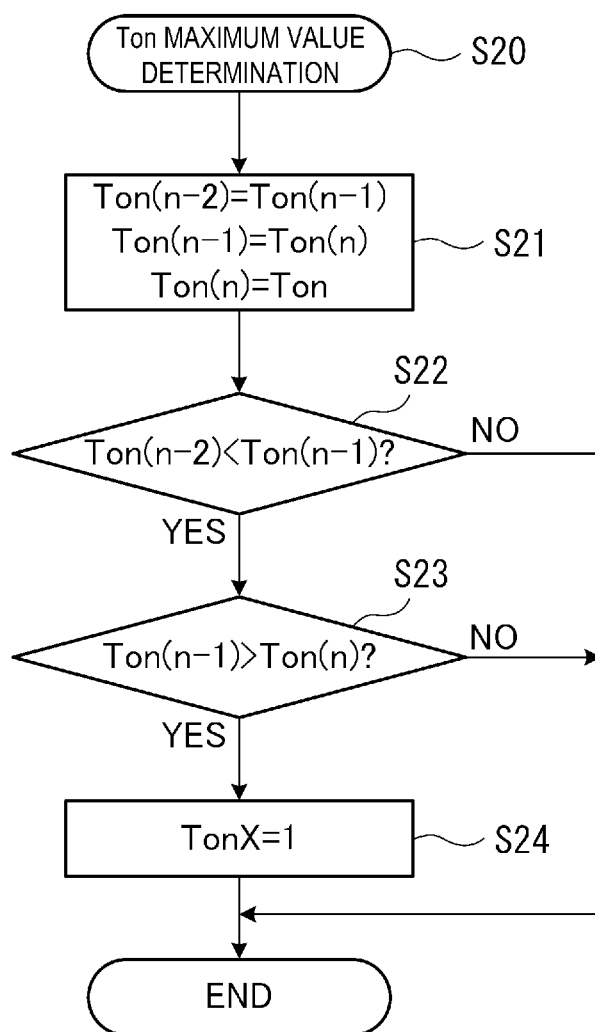 Ton MAXIMUM VALUE
DETERMINATION
S20
Ton(n-2)=Ton(n-1)
Ton(n-1)=Ton(n)
Ton(n)=Ton
S21
S22
Ton(n-2)<Ton(n-1)?
NO
YES
S23
Ton(n-1)>Ton(n)?
NO
YES
TonX=1
S24
END